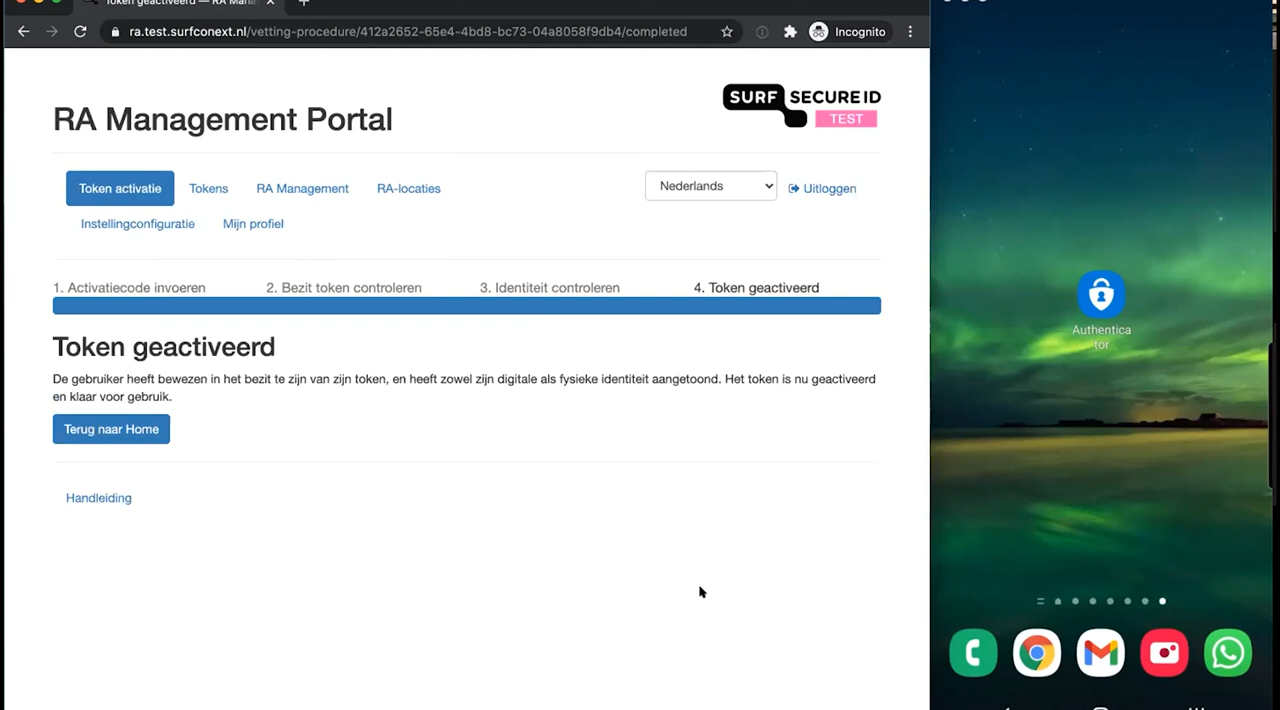 Token geactiveerd — RA Mana
ra.test.surfconext.nl/vetting-procedure/412a2652-65e4-4bd8-bc73-04a8058f9db4/completed
Incognito
RA Management Portal
SURF SECURE ID
TEST
Token activatie Tokens RA Management RA-locaties
Nederlands
Uitloggen
Instellingconfiguratie Mijn profiel
1. Activatiecode invoeren 2. Bezit token controleren 3. Identiteit controleren 4. Token geactiveerd
Token geactiveerd
De gebruiker heeft bewezen in het bezit te zijn van zijn token, en heeft zowel zijn digitale als fysieke identiteit aangetoond. Het token is nu geactiveerd
en klaar voor gebruik.
Terug naar Home
Handleiding
Authentica
tor